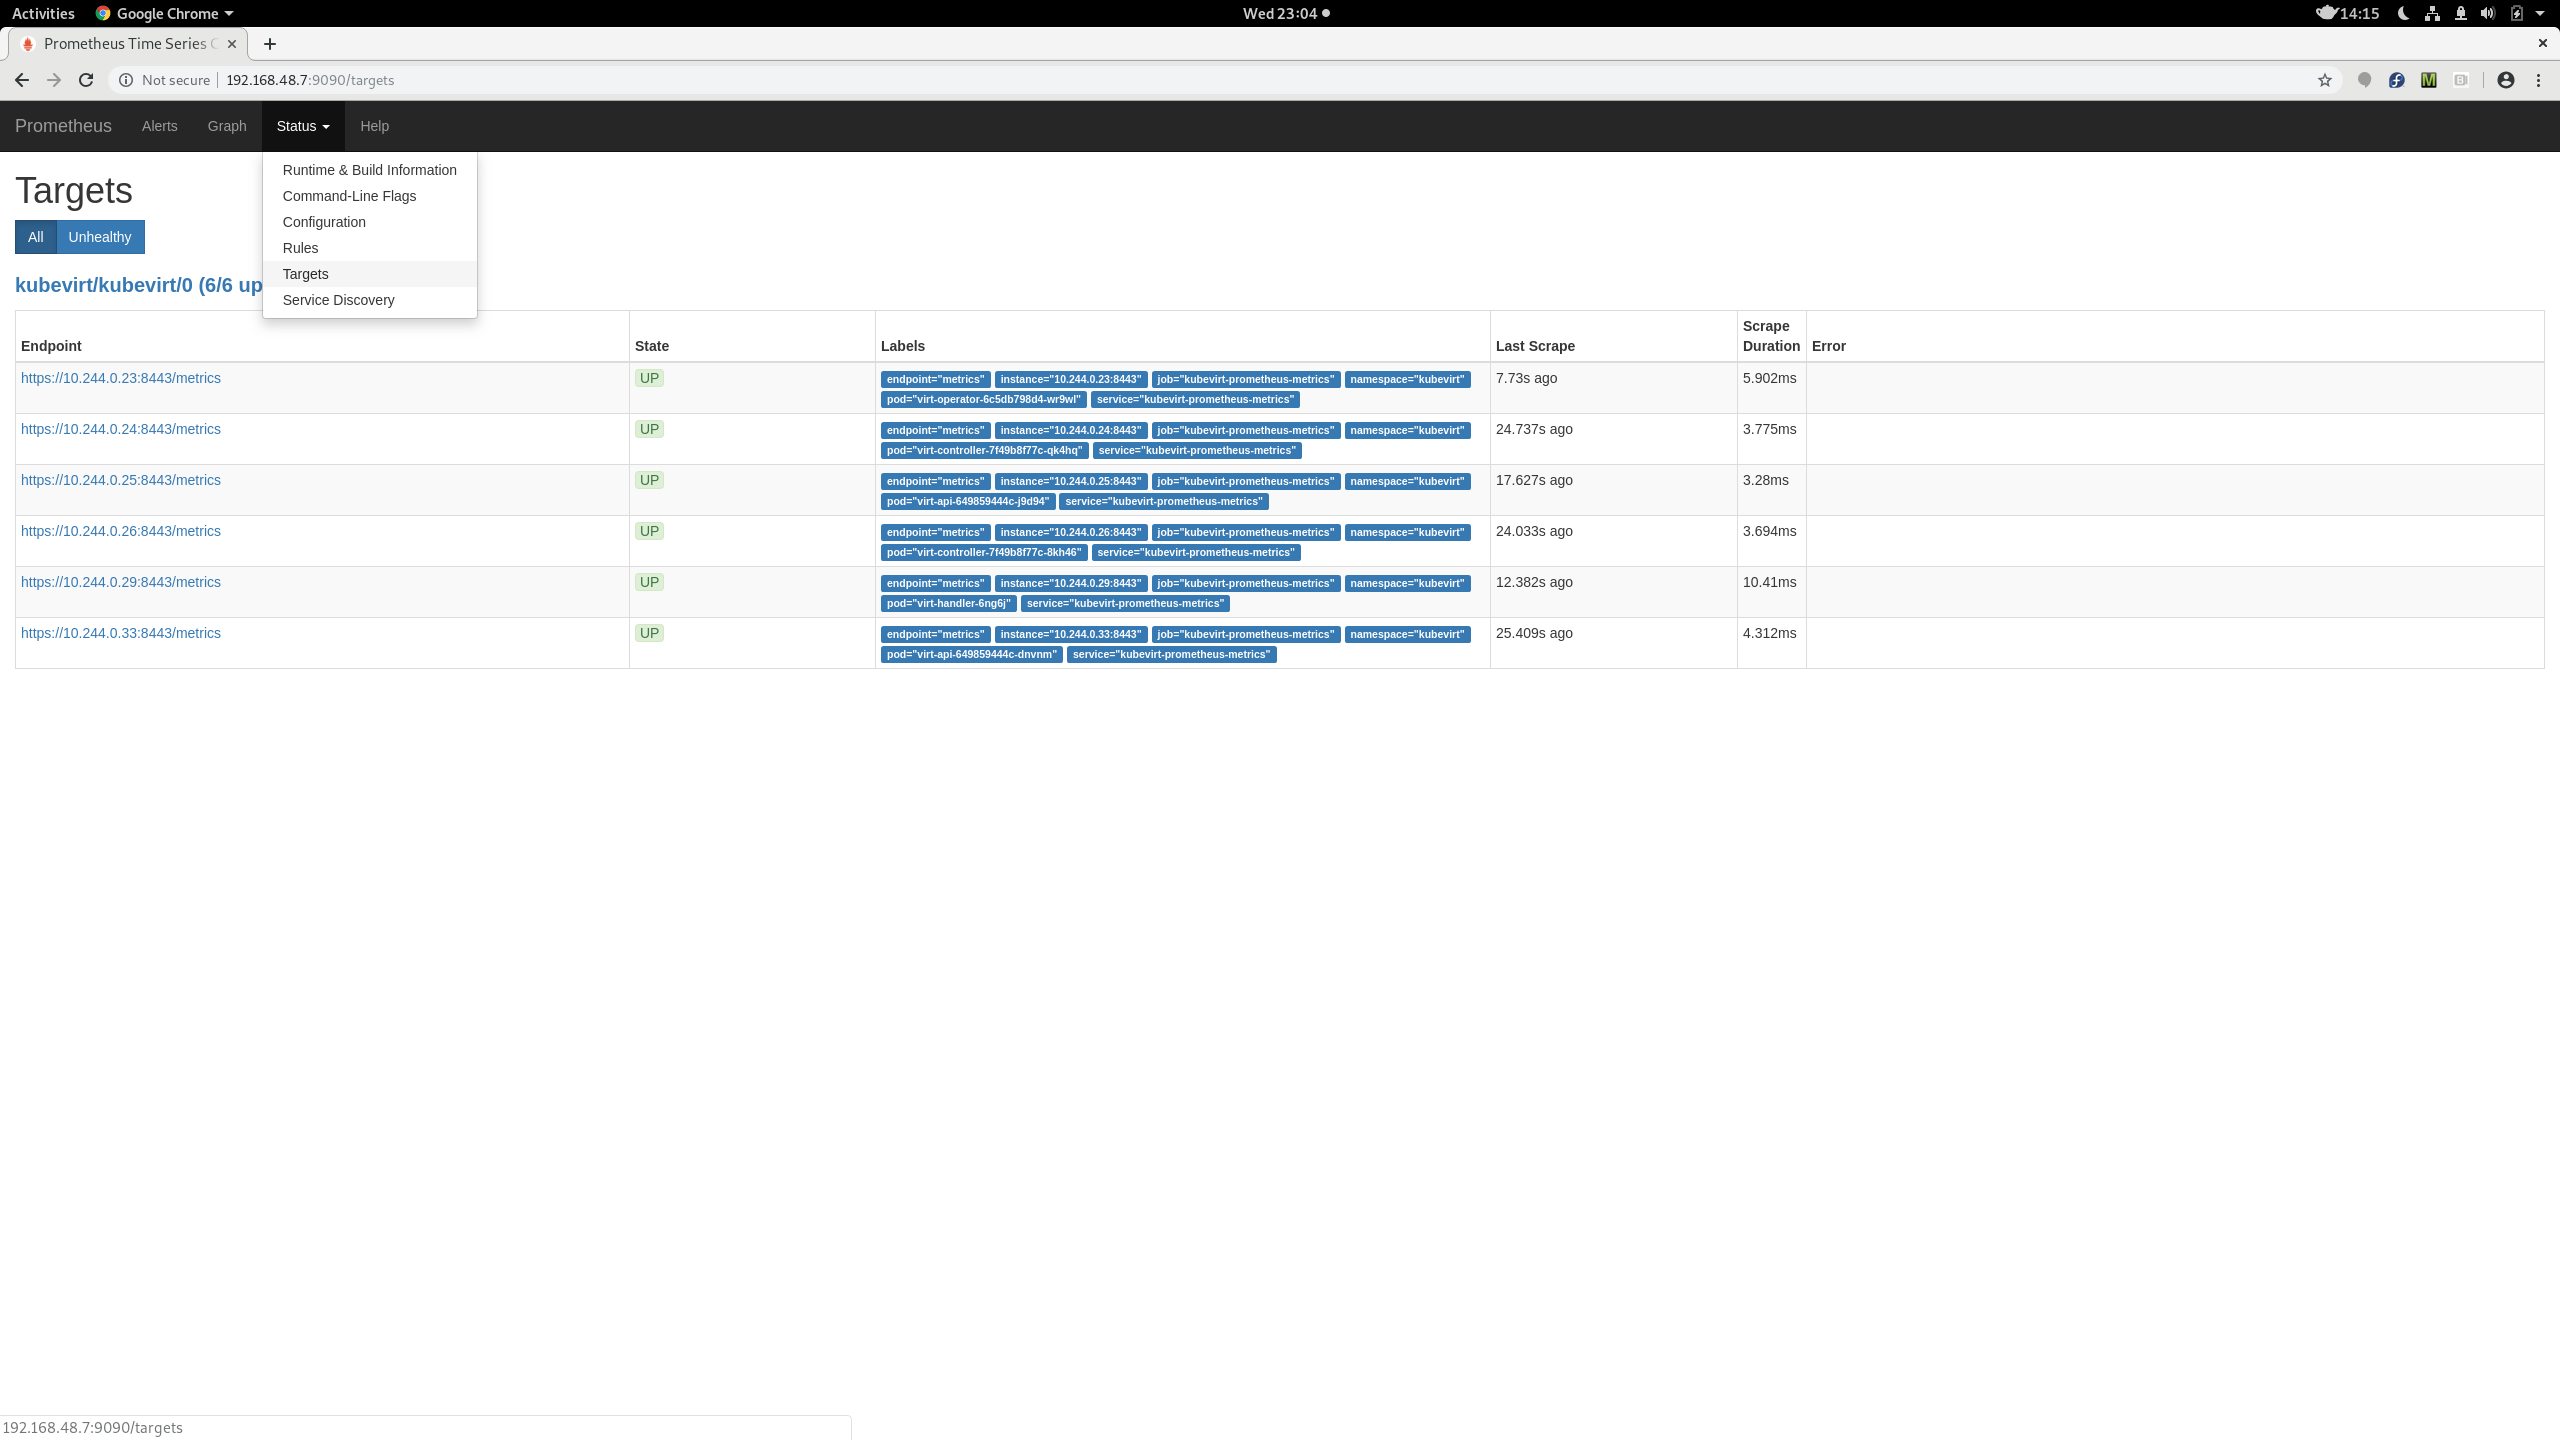 Activities Google Chrome Wed 23:04 14:15
Prometheus Time Series C
Not secure 192.168.48.7:9090/targets
Prometheus Alerts Graph Status Help
Runtime & Build Information
Command-Line Flags
Configuration
Rules
Targets
Service Discovery
Targets
All Unhealthy
kubevirt/kubevirt/0 (6/6 up
Endpoint State Labels Last Scrape Scrape Duration Error
https://10.244.0.23:8443/metrics UP endpoint="metrics" instance="10.244.0.23:8443" job="kubevirt-prometheus-metrics" namespace="kubevirt" 7.73s ago 5.902ms
pod="virt-operator-6c5db798d4-wr9wl" service="kubevirt-prometheus-metrics"
https://10.244.0.24:8443/metrics UP endpoint="metrics" instance="10.244.0.24:8443" job="kubevirt-prometheus-metrics" namespace="kubevirt" 24.737s ago 3.775ms
pod="virt-controller-7f49b8f77c-qk4hq" service="kubevirt-prometheus-metrics"
https://10.244.0.25:8443/metrics UP endpoint="metrics" instance="10.244.0.25:8443" job="kubevirt-prometheus-metrics" namespace="kubevirt" 17.627s ago 3.28ms
pod="virt-api-649859444c-j9d94" service="kubevirt-prometheus-metrics"
https://10.244.0.26:8443/metrics UP endpoint="metrics" instance="10.244.0.26:8443" job="kubevirt-prometheus-metrics" namespace="kubevirt" 24.033s ago 3.694ms
pod="virt-controller-7f49b8f77c-8kh46" service="kubevirt-prometheus-metrics"
https://10.244.0.29:8443/metrics UP endpoint="metrics" instance="10.244.0.29:8443" job="kubevirt-prometheus-metrics" namespace="kubevirt" 12.382s ago 10.41ms
pod="virt-handler-6ng6j" service="kubevirt-prometheus-metrics"
https://10.244.0.33:8443/metrics UP endpoint="metrics" instance="10.244.0.33:8443" job="kubevirt-prometheus-metrics" namespace="kubevirt" 25.409s ago 4.312ms
pod="virt-api-649859444c-dnvnm" service="kubevirt-prometheus-metrics"
192.168.48.7:9090/targets